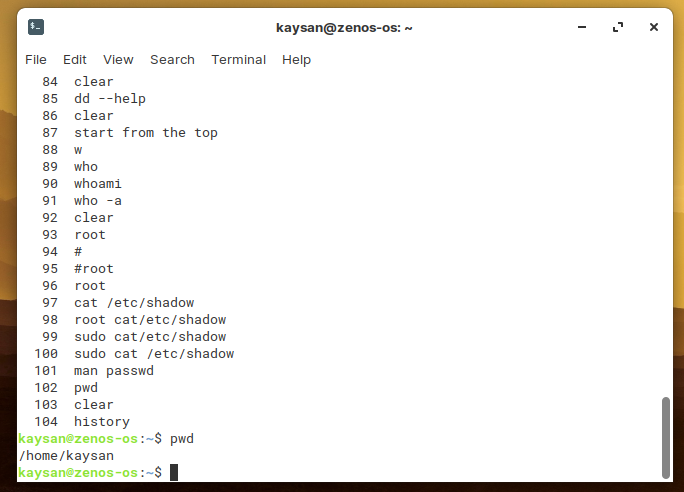 $_
kaysan@zenos-os: ~
File Edit View Search Terminal Help
84 clear
85 dd --help
86 clear
87 start from the top
88 w
89 who
90 whoami
91 who -a
92 clear
93 root
94 #
95 #root
96 root
97 cat /etc/shadow
98 root cat/etc/shadow
99 sudo cat/etc/shadow
100 sudo cat /etc/shadow
101 man passwd
102 pwd
103 clear
104 history
kaysan@zenos-os:~$ pwd
/home/kaysan
kaysan@zenos-os:~$